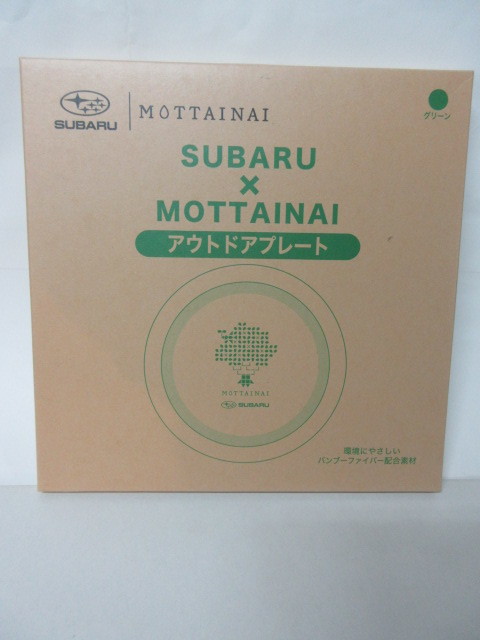 SUBARU | MOTTAINAI
グリーン
SUBARU
×
MOTTAINAI
アウトドアプレート
MOTTAINAI
SUBARU
環境にやさしい
バンブーファイバー配合素材